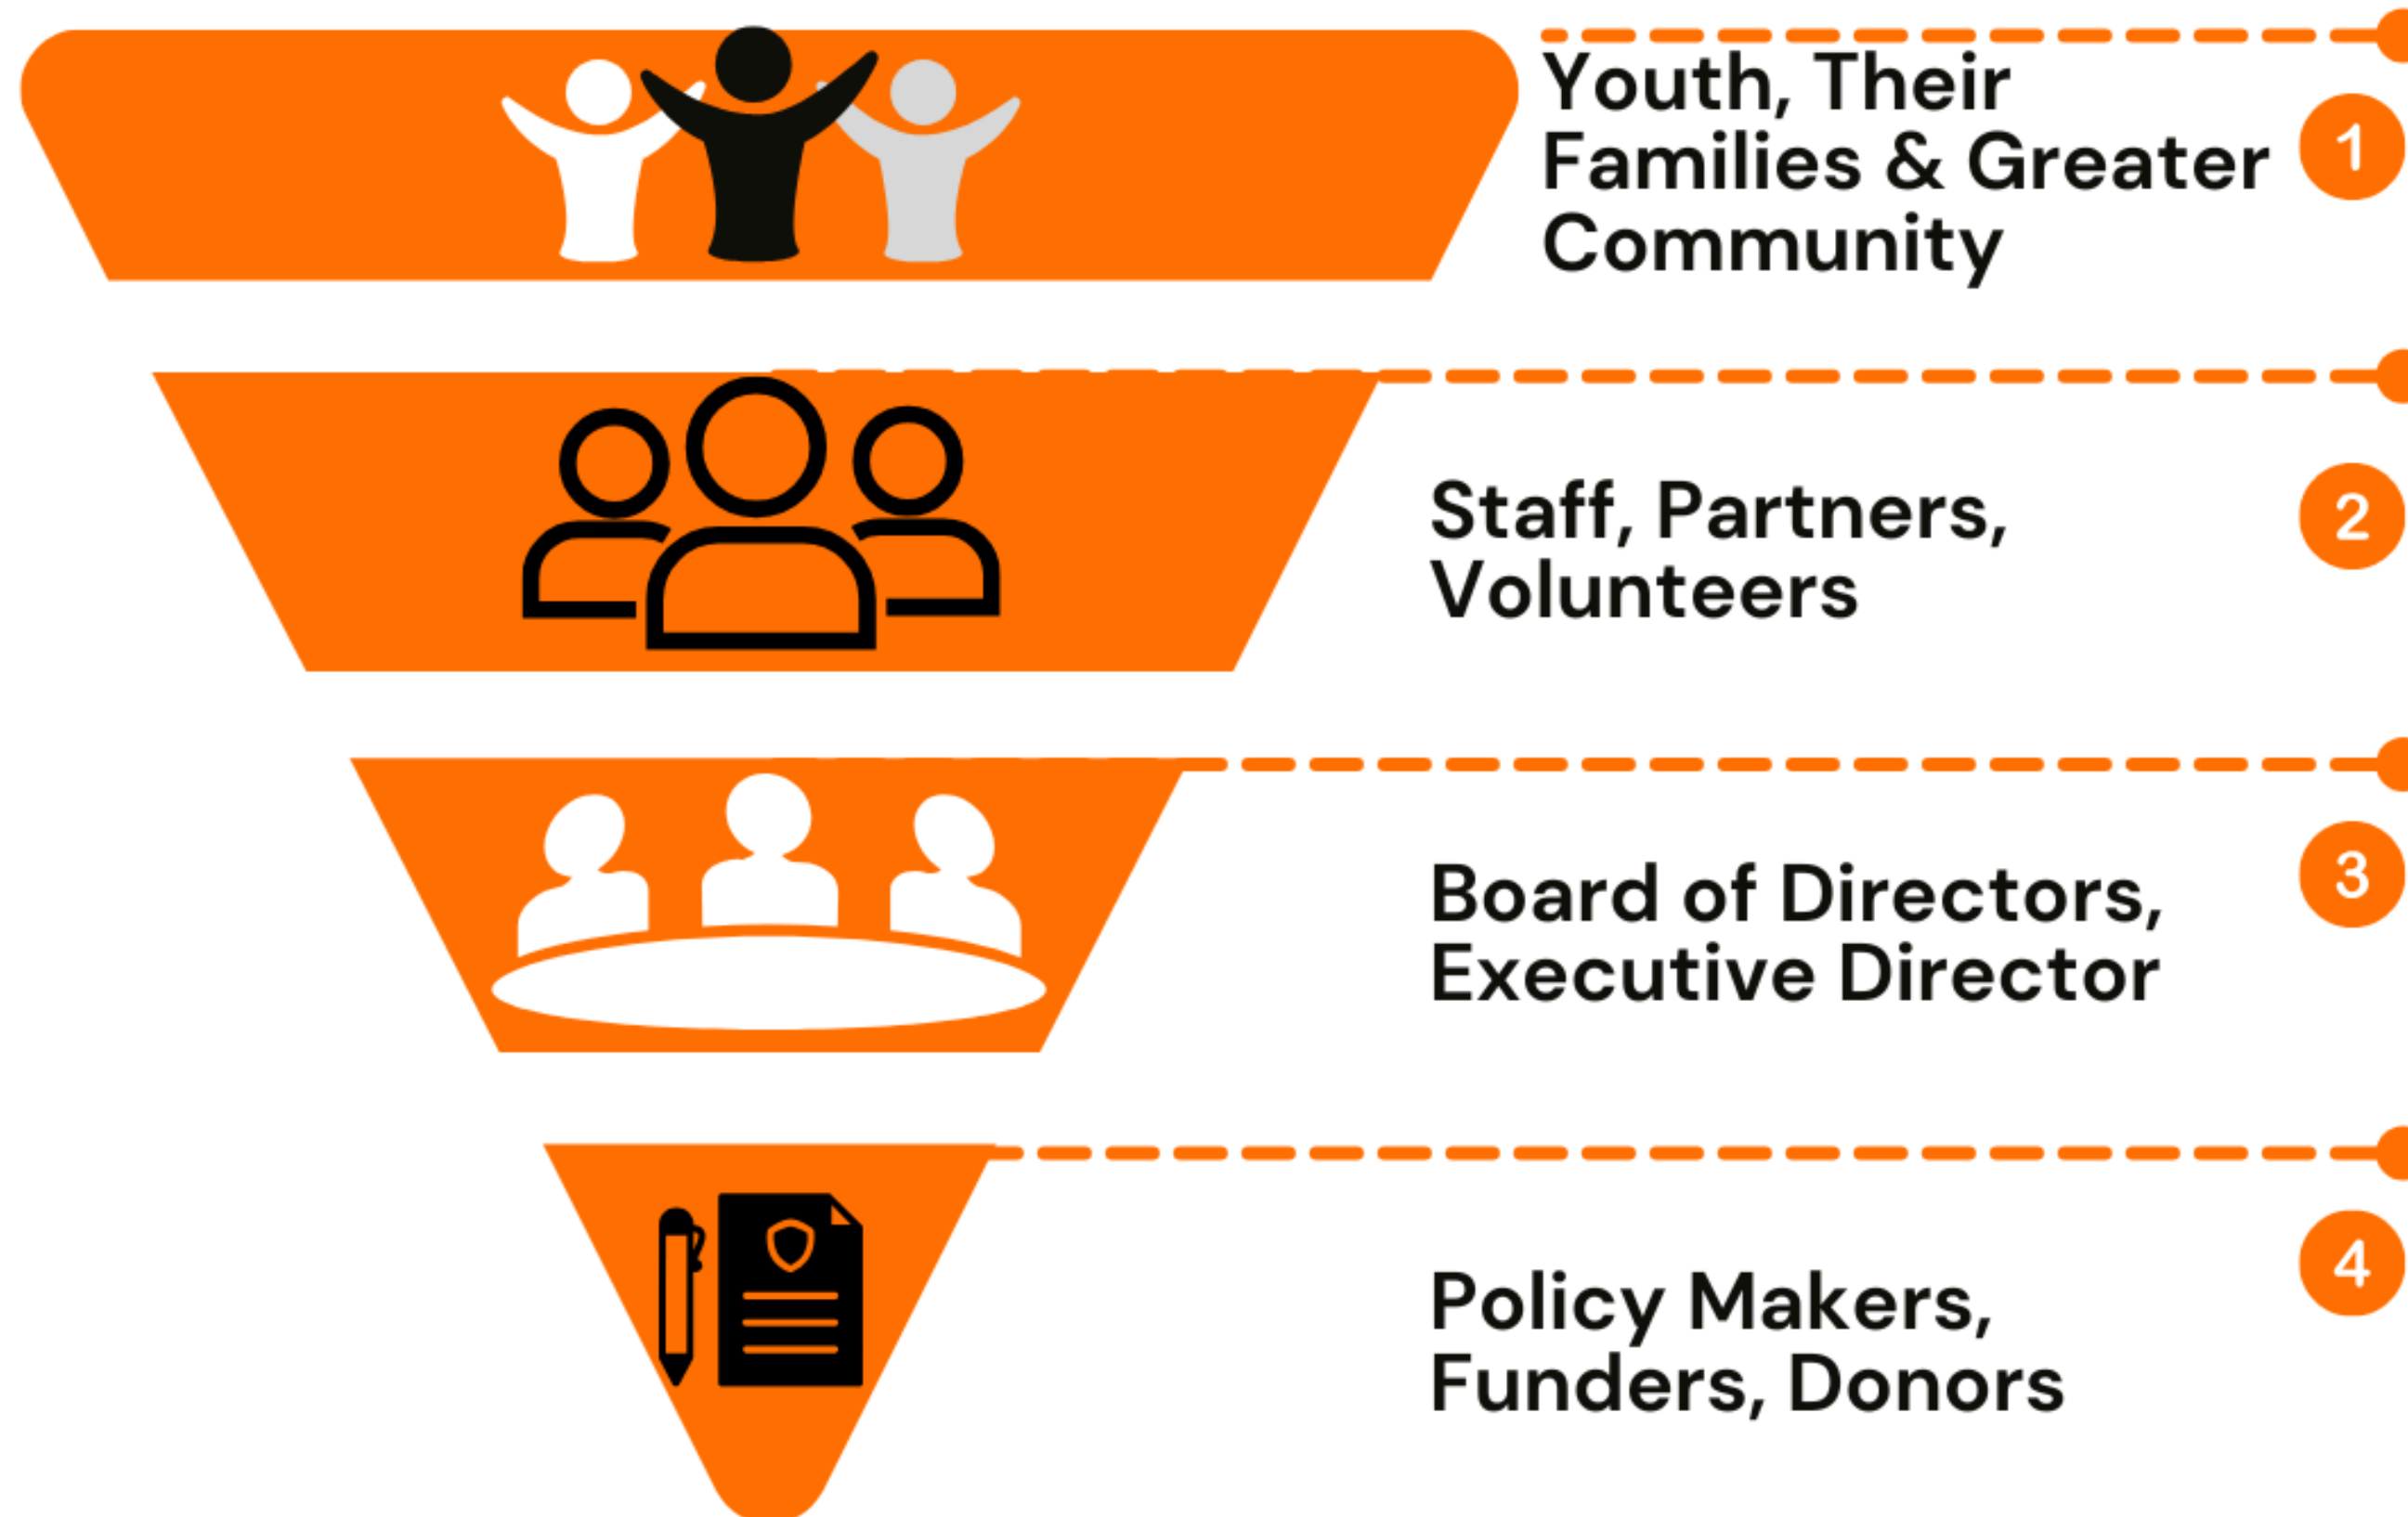 Youth, Their
Families & Greater
Community
1
Staff, Partners,
Volunteers
2
Board of Directors,
Executive Director
3
Policy Makers,
Funders, Donors
4